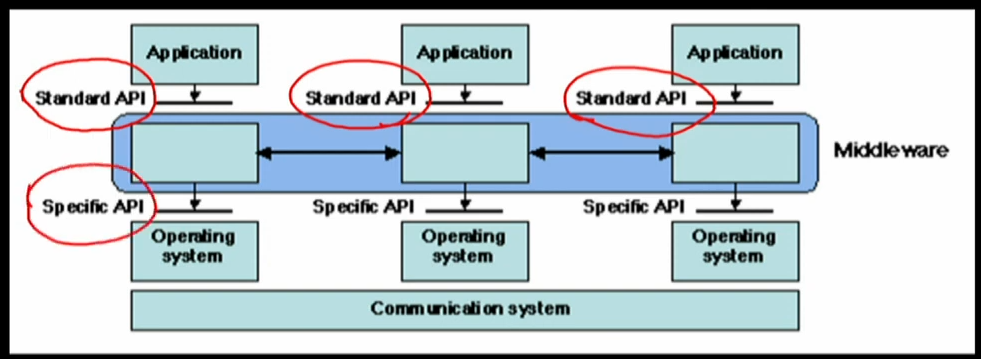 Application Application Application
Standard API Standard API Standard API
Middleware
Specific API Specific API Specific API
Operating system Operating system Operating system
Communication system